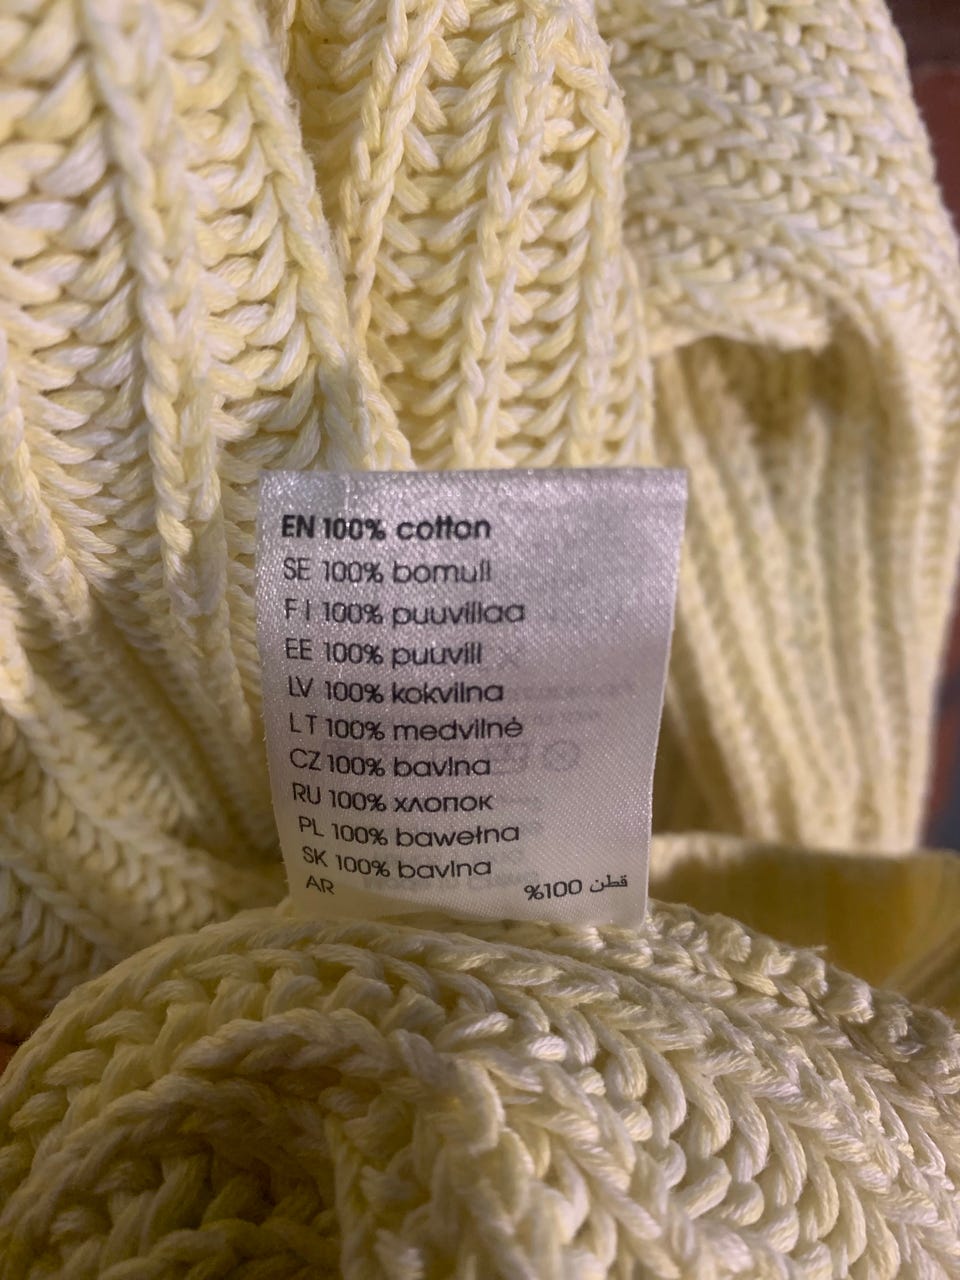 EN 100% cotton
SE 100% bomull
FI 100% puuvillaa
EE 100% puuvill
LV 100% kokvilna
LT 100% medvilnė
CZ 100% bavlna
RU 100% хлопок
PL 100% bawełna
SK 100% bavlna
AR قطن 100%